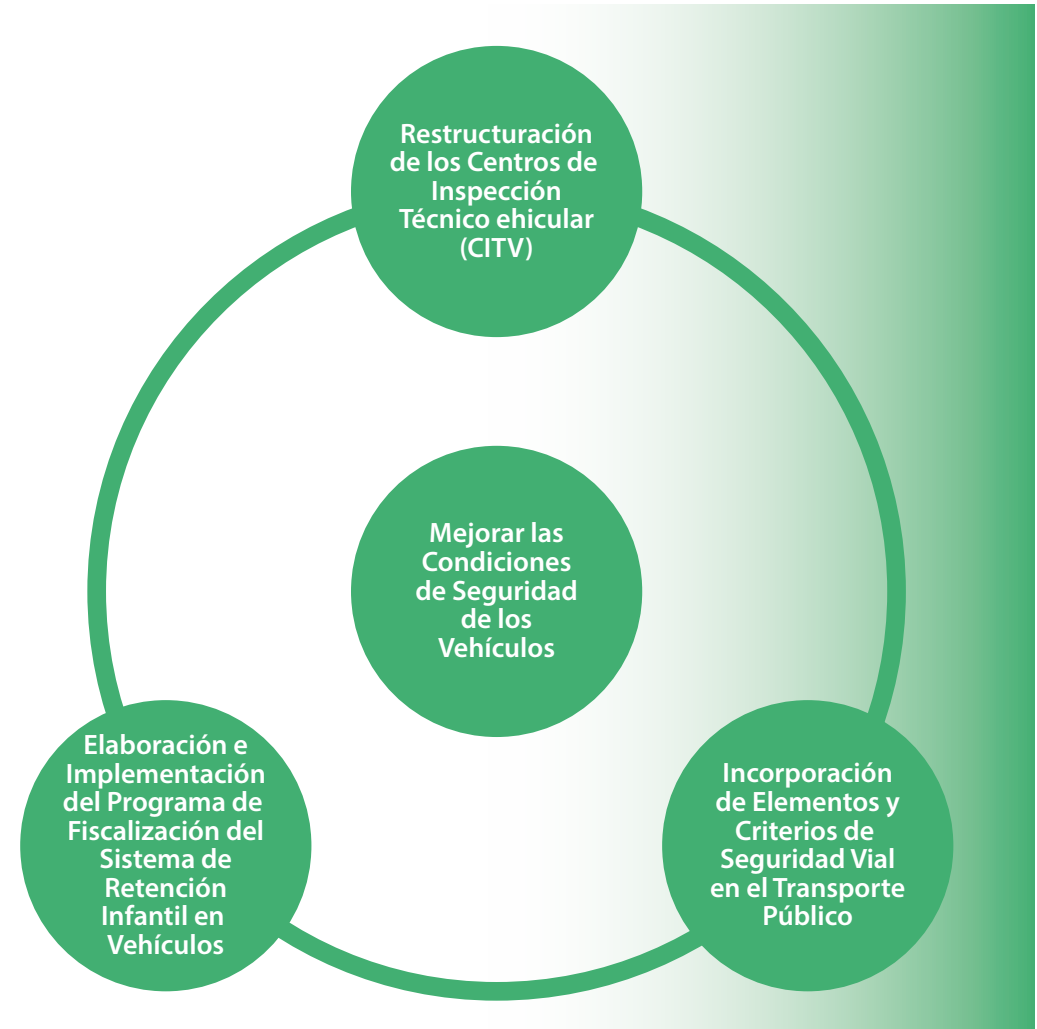 Restructuración
de los Centros de
Inspección
Técnico ehicular
(CITV)
Mejorar las
Condiciones
de Seguridad
de los
Vehículos
Elaboración e
Implementación
del Programa de
Fiscalización del
Sistema de
Retención
Infantil en
Vehículos
Incorporación
de Elementos y
Criterios de
Seguridad Vial
en el Transporte
Público